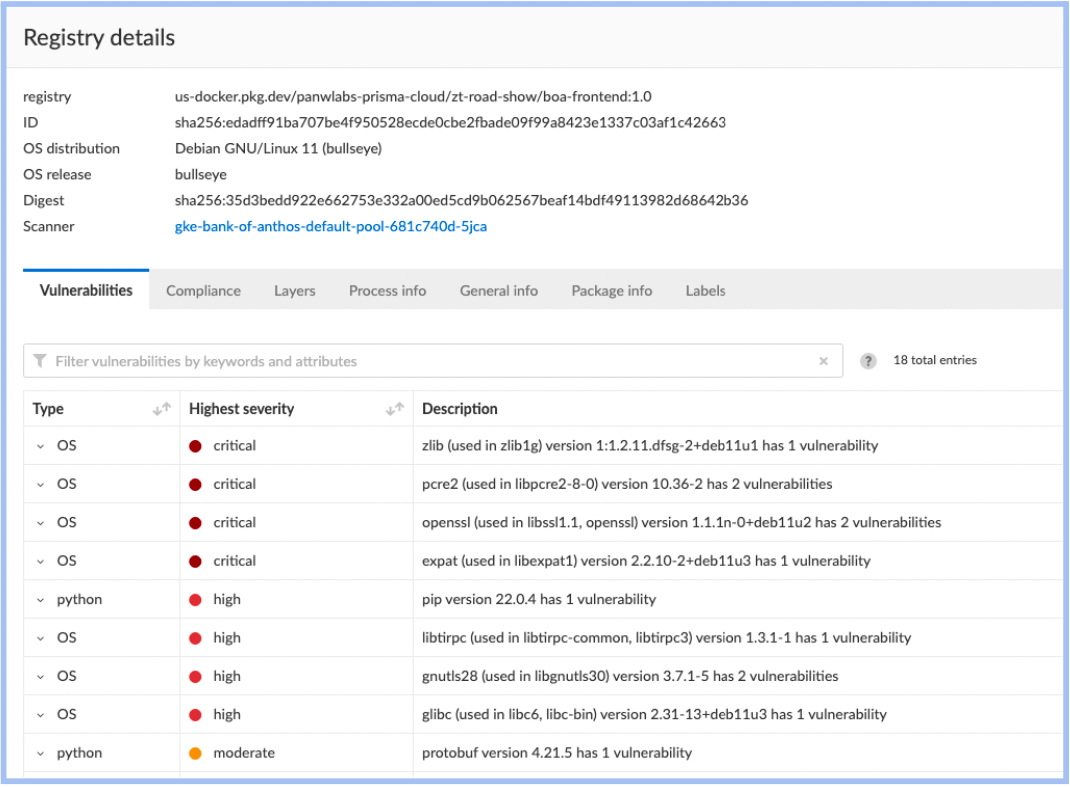 Registry details
registry us-docker.pkg.dev/panwlabs-prisma-cloud/zt-road-show/boa-frontend:1.0
ID sha256:edadff91ba707be4f950528ecde0cbe2fbade09f99a8423e1337c03af1c42663
OS distribution Debian GNU/Linux 11 (bullseye)
OS release bullseye
Digest sha256:35d3bedd922e662753e332a00ed5cd9b062567beaf14bdf49113982d68642b36
Scanner gke-bank-of-anthos-default-pool-681c740d-5jca
Vulnerabilities Compliance Layers Process info General info Package info Labels
Filter vulnerabilities by keywords and attributes × ? 18 total entries
Type Highest severity Description
OS critical zlib (used in zlib1g) version 1:1.2.11.dfsg-2+deb11u1 has 1 vulnerability
OS critical pcre2 (used in libpcre2-8-0) version 10.36-2 has 2 vulnerabilities
OS critical openssl (used in libssl1.1, openssl) version 1.1.1n-0+deb11u2 has 2 vulnerabilities
OS critical expat (used in libexpat1) version 2.2.10-2+deb11u3 has 1 vulnerability
python high pip version 22.0.4 has 1 vulnerability
OS high libtirpc (used in libtirpc-common, libtirpc3) version 1.3.1-1 has 1 vulnerability
OS high gnutls28 (used in libgnutls30) version 3.7.1-5 has 2 vulnerabilities
OS high glibc (used in libc6, libc-bin) version 2.31-13+deb11u3 has 1 vulnerability
python moderate protobuf version 4.21.5 has 1 vulnerability